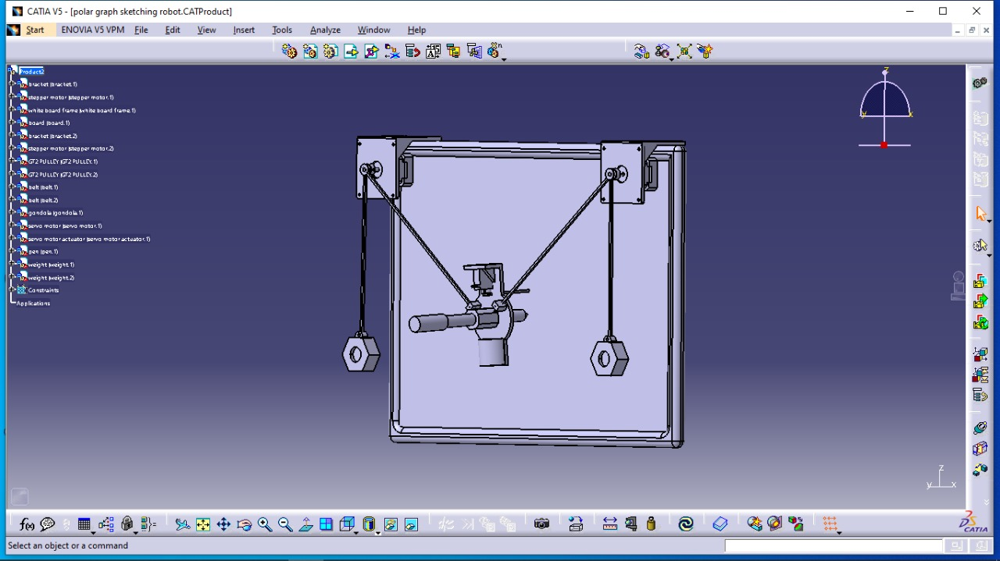 CATIA V5 - [polar graph sketching robot.CATProduct]
Start ENOVIA V5 VPM File Edit View Insert Tools Analyze Window Help
Product2
bracket (bracket.1)
stepper motor (stepper motor.1)
white board frame (white board frame.1)
board (board.1)
bracket (bracket.2)
stepper motor (stepper motor.2)
GT2 PULLEY (GT2 PULLEY.1)
GT2 PULLEY (GT2 PULLEY.2)
belt (belt.1)
belt (belt.2)
gondola (gondola.1)
servo motor (servo motor.1)
servo motor actuator (servo motor actuator.1)
pen (pen.1)
weight (weight.1)
weight (weight.2)
Constraints
Applications
z
y x
z
y x
f(x)
CATIA
Select an object or a command